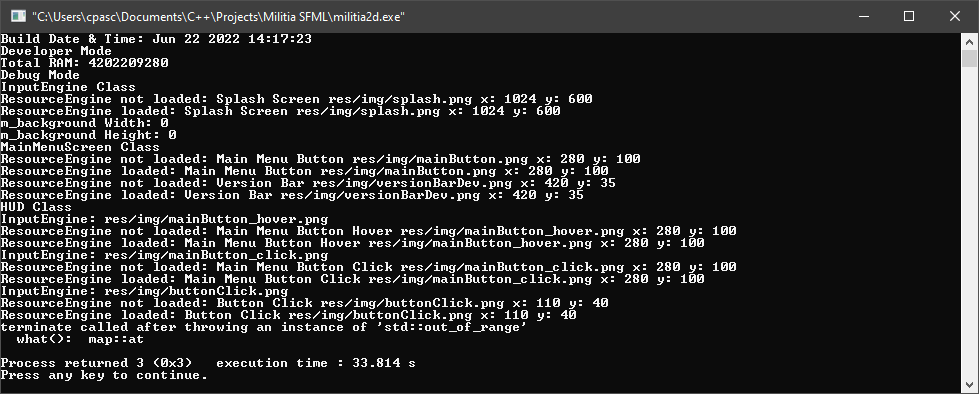 "C:\Users\cpasc\Documents\C++\Projects\Militia SFML\militia2d.exe"
Build Date & Time: Jun 22 2022 14:17:23
Developer Mode
Total RAM: 4202209280
Debug Mode
InputEngine Class
ResourceEngine not loaded: Splash Screen res/img/splash.png x: 1024 y: 600
ResourceEngine loaded: Splash Screen res/img/splash.png x: 1024 y: 600
m_background Width: 0
m_background Height: 0
MainMenuScreen Class
ResourceEngine not loaded: Main Menu Button res/img/mainButton.png x: 280 y: 100
ResourceEngine loaded: Main Menu Button res/img/mainButton.png x: 280 y: 100
ResourceEngine not loaded: Version Bar res/img/versionBarDev.png x: 420 y: 35
ResourceEngine loaded: Version Bar res/img/versionBarDev.png x: 420 y: 35
HUD Class
InputEngine: res/img/mainButton_hover.png
ResourceEngine not loaded: Main Menu Button Hover res/img/mainButton_hover.png x: 280 y: 100
ResourceEngine loaded: Main Menu Button Hover res/img/mainButton_hover.png x: 280 y: 100
InputEngine: res/img/mainButton_click.png
ResourceEngine not loaded: Main Menu Button Click res/img/mainButton_click.png x: 280 y: 100
ResourceEngine loaded: Main Menu Button Click res/img/mainButton_click.png x: 280 y: 100
InputEngine: res/img/buttonClick.png
ResourceEngine not loaded: Button Click res/img/buttonClick.png x: 110 y: 40
ResourceEngine loaded: Button Click res/img/buttonClick.png x: 110 y: 40
terminate called after throwing an instance of 'std::out_of_range'
  what():  map::at
Process returned 3 (0x3)   execution time : 33.814 s
Press any key to continue.